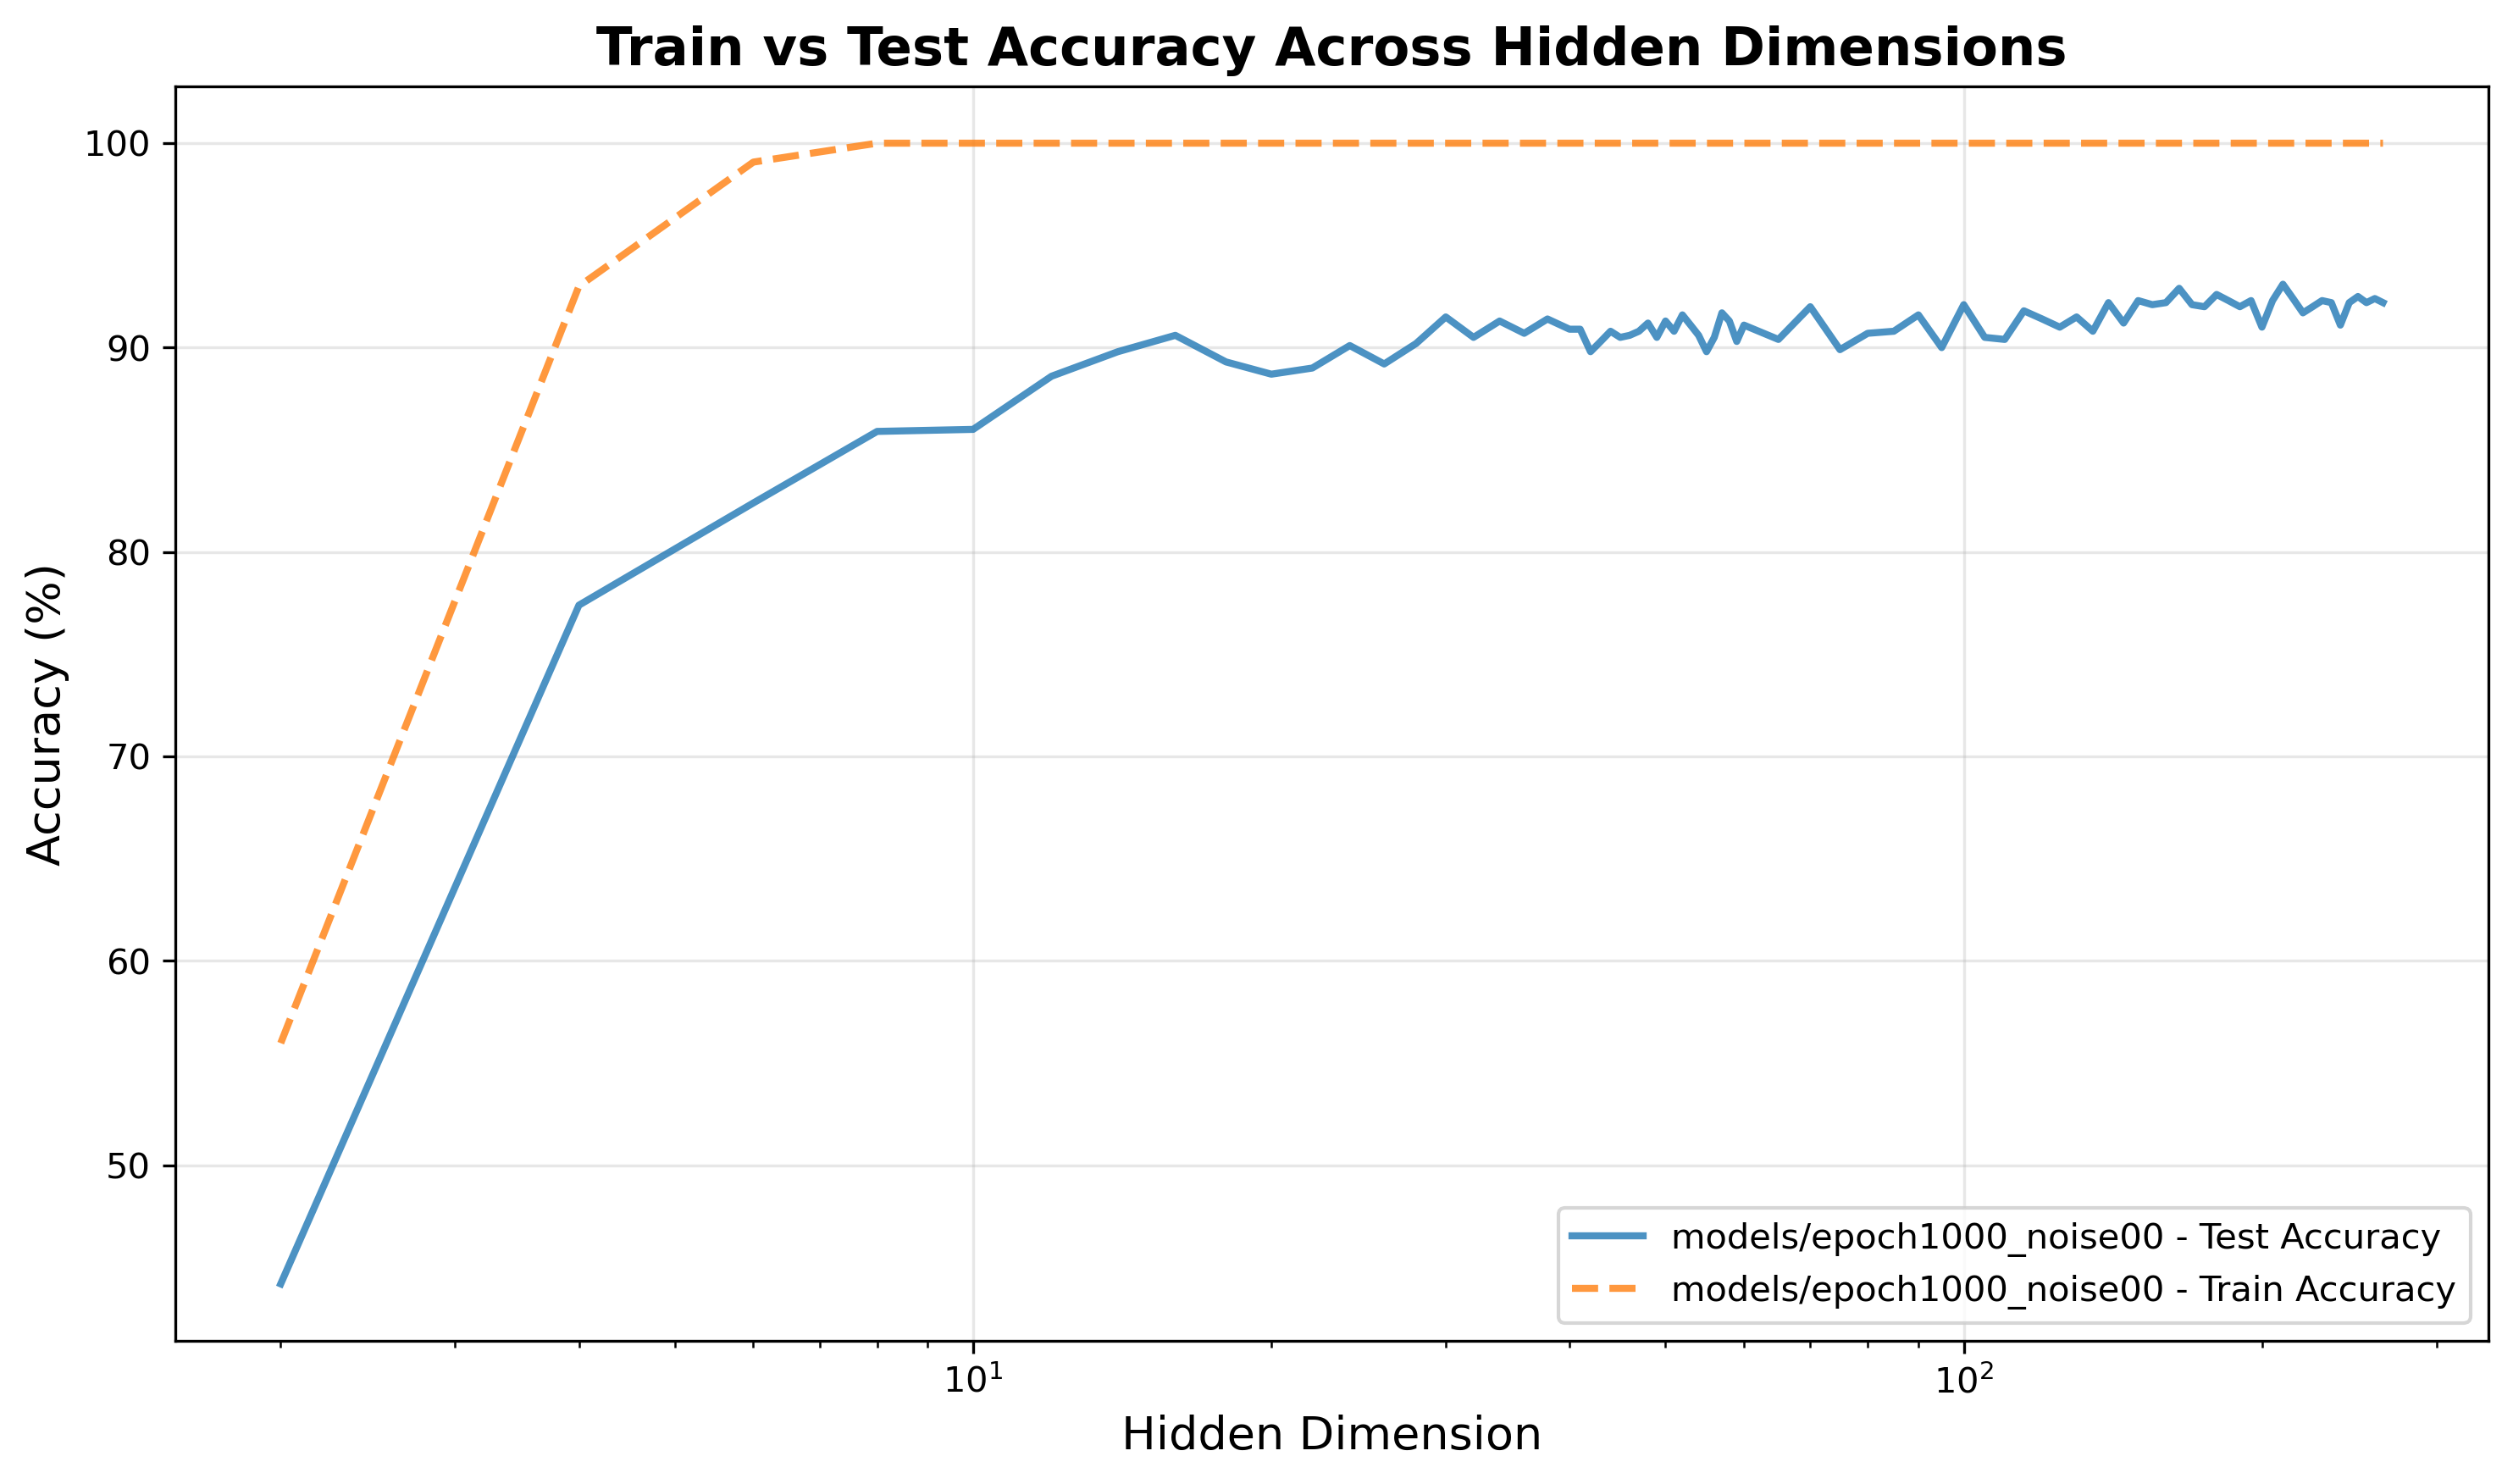 Train vs Test Accuracy Across Hidden Dimensions
Accuracy (%)
100
90
80
70
60
50
models/epoch1000_noise00 - Test Accuracy
models/epoch1000_noise00 - Train Accuracy
10¹
10²
Hidden Dimension